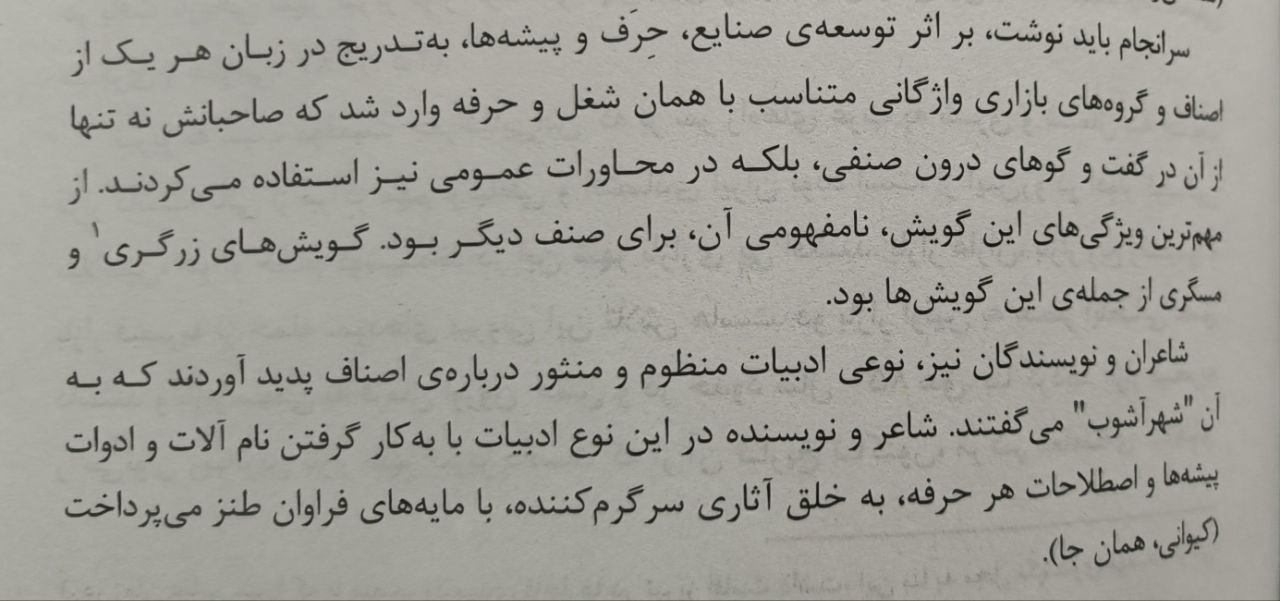 سرانجام باید نوشت، بر اثر توسعه‌ی صنایع، حِرَف و پیشه‌ها، به‌تدریج در زبان هر یک از
اصناف و گروه‌های بازاری واژگانی متناسب با همان شغل و حرفه وارد شد که صاحبانش نه تنها
از آن در گفت و گوهای درون صنفی، بلکه در محاورات عمومی نیز استفاده می‌کردند. از
مهم‌ترین ویژگی‌های این گویش، نامفهومی آن، برای صنف دیگر بود. گویش‌های زرگری۱ و
مسگری از جمله‌ی این گویش‌ها بود.
شاعران و نویسندگان نیز، نوعی ادبیات منظوم و منثور درباره‌ی اصناف پدید آوردند که به
آن "شهرآشوب" می‌گفتند. شاعر و نویسنده در این نوع ادبیات با به‌کار گرفتن نام آلات و ادوات
پیشه‌ها و اصطلاحات هر حرفه، به خلق آثاری سرگرم‌کننده، با مایه‌های فراوان طنز می‌پرداخت
(کیوانی، همان جا).